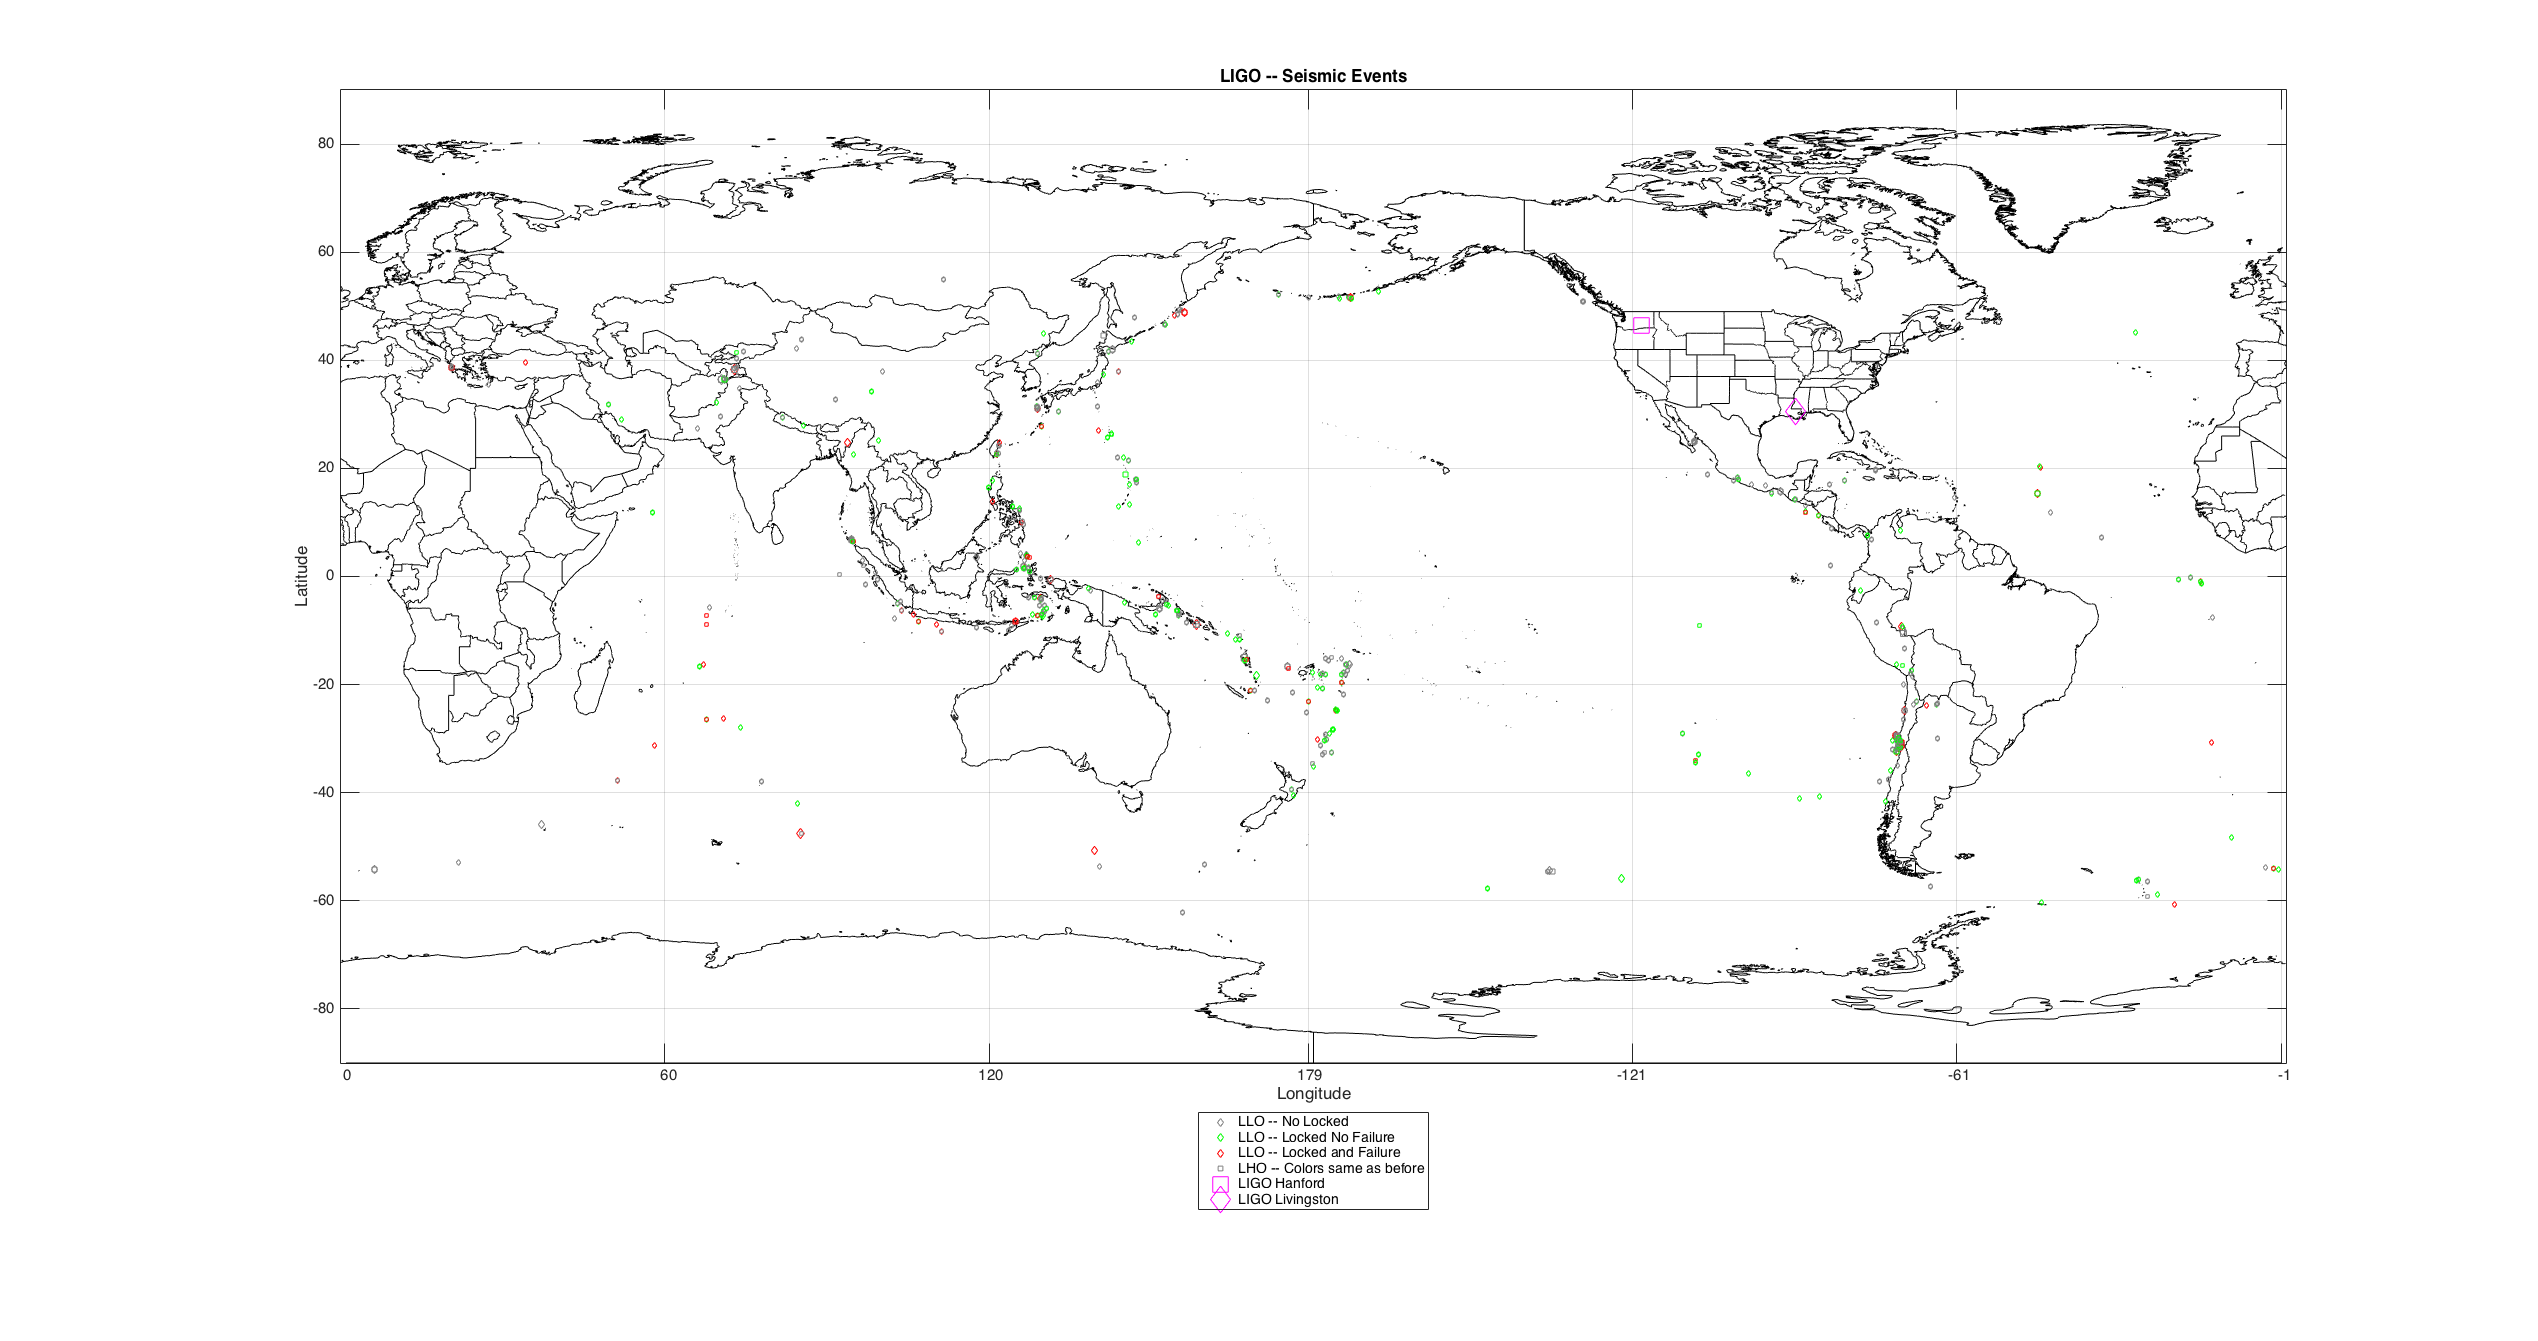 LIGO -- Seismic Events
80
60
40
20
0
-20
-40
-60
-80
Latitude
0 60 120 179 -121 -61 -1
Longitude
LLO -- No Locked
LLO -- Locked No Failure
LLO -- Locked and Failure
LHO -- Colors same as before
LIGO Hanford
LIGO Livingston